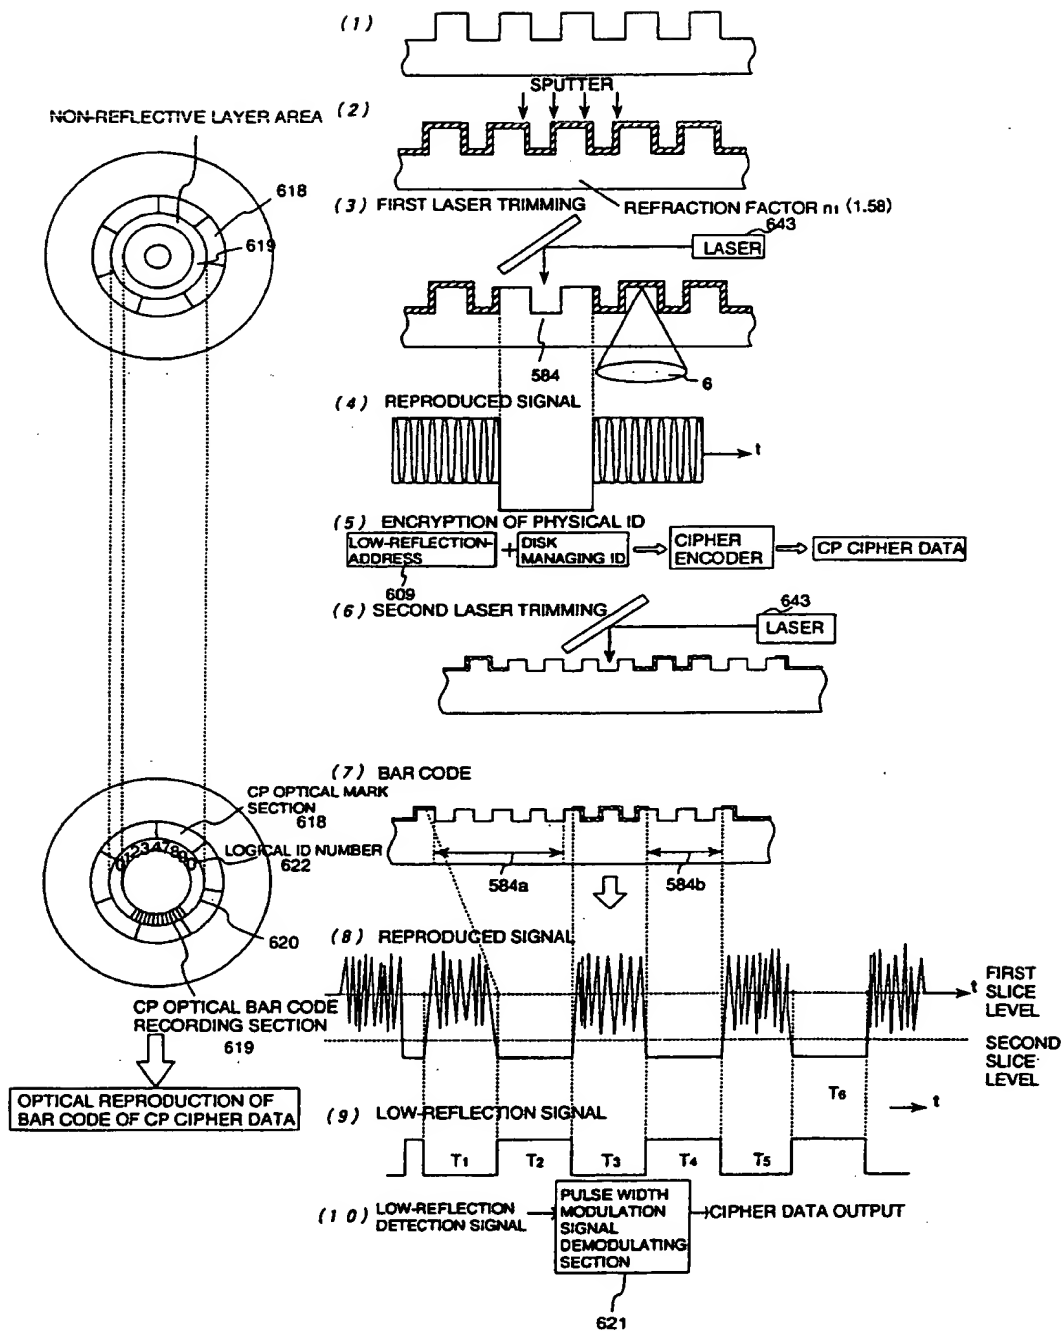 (1)
SPUTTER
(2)
NON-REFLECTIVE LAYER AREA
618
619
(3) FIRST LASER TRIMMING
REFRACTION FACTOR n1 (1.58)
643
LASER
584
6
(4) REPRODUCED SIGNAL
t
(5) ENCRYPTION OF PHYSICAL ID
LOW-REFLECTION-
ADDRESS
+
DISK
MANAGING ID
CIPHER
ENCODER
CP CIPHER DATA
609
(6) SECOND LASER TRIMMING
643
LASER
(7) BAR CODE
CP OPTICAL MARK
SECTION
618
012347890
LOGICAL ID NUMBER
622
584a
584b
620
(8) REPRODUCED SIGNAL
t
FIRST
SLICE
LEVEL
CP OPTICAL BAR CODE
RECORDING SECTION
619
SECOND
SLICE
LEVEL
OPTICAL REPRODUCTION OF
BAR CODE OF CP CIPHER DATA
T6
t
(9) LOW-REFLECTION SIGNAL
T1
T2
T3
T4
T5
(10) LOW-REFLECTION
DETECTION SIGNAL
PULSE WIDTH
MODULATION
SIGNAL
DEMODULATING
SECTION
CIPHER DATA OUTPUT
621